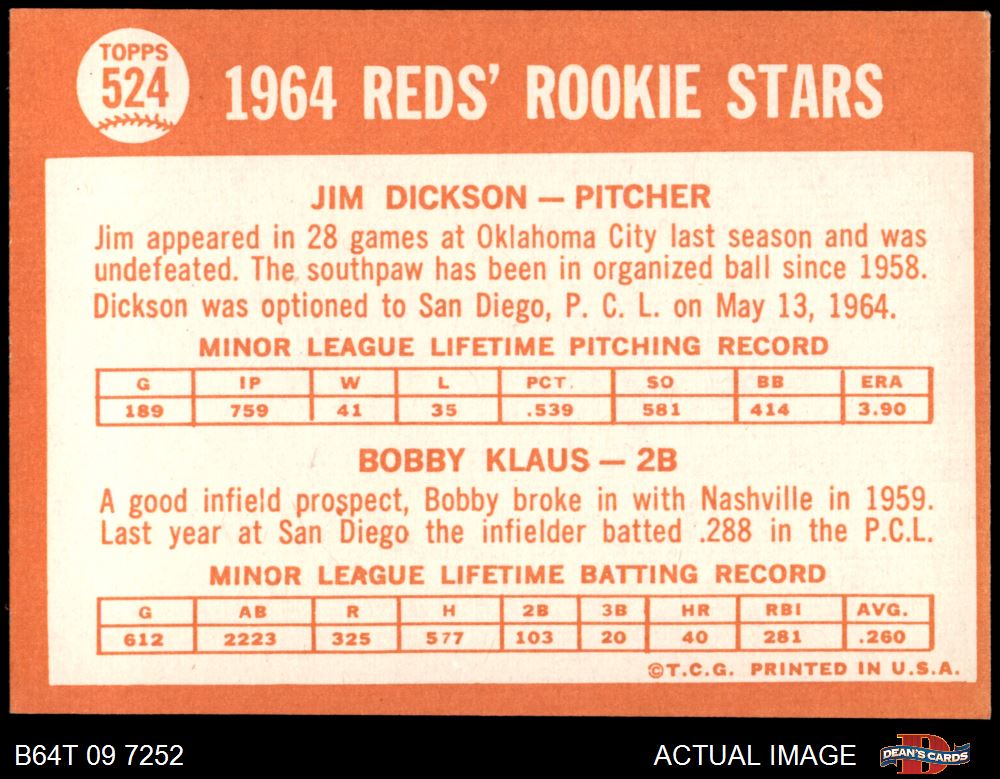 TOPPS
524
1964 REDS' ROOKIE STARS
JIM DICKSON — PITCHER
Jim appeared in 28 games at Oklahoma City last season and was
undefeated. The southpaw has been in organized ball since 1958.
Dickson was optioned to San Diego, P. C. L. on May 13, 1964.
MINOR LEAGUE LIFETIME PITCHING RECORD
G IP W L PCT. SO BB ERA
189 759 41 35 .539 581 414 3.90
BOBBY KLAUS — 2B
A good infield prospect, Bobby broke in with Nashville in 1959.
Last year at San Diego the infielder batted .288 in the P.C.L.
MINOR LEAGUE LIFETIME BATTING RECORD
G AB R H 2B 3B HR RBI AVG.
612 2223 325 577 103 20 40 281 .260
©T.C.G. PRINTED IN U.S.A.
B64T 09 7252
ACTUAL IMAGE
DEAN'S CARDS